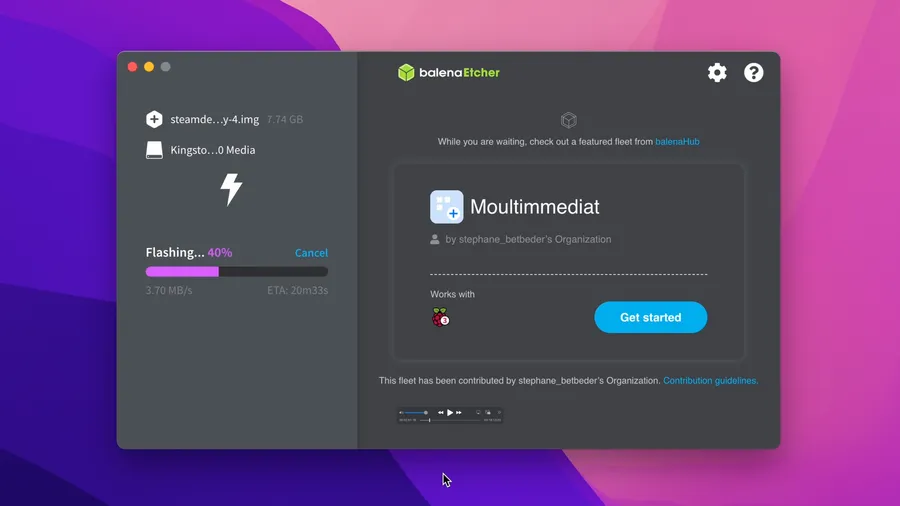 balenaEtcher
steamde...y-4.img 7.74 GB
Kingsto...0 Media
Flashing... 40%
Cancel
3.70 MB/s
ETA: 20m33s
While you are waiting, check out a featured fleet from balenaHub
Moultimmediat
by stephane_betbeder's Organization
Works with
3
Get started
This fleet has been contributed by stephane_betbeder's Organization. Contribution guidelines.